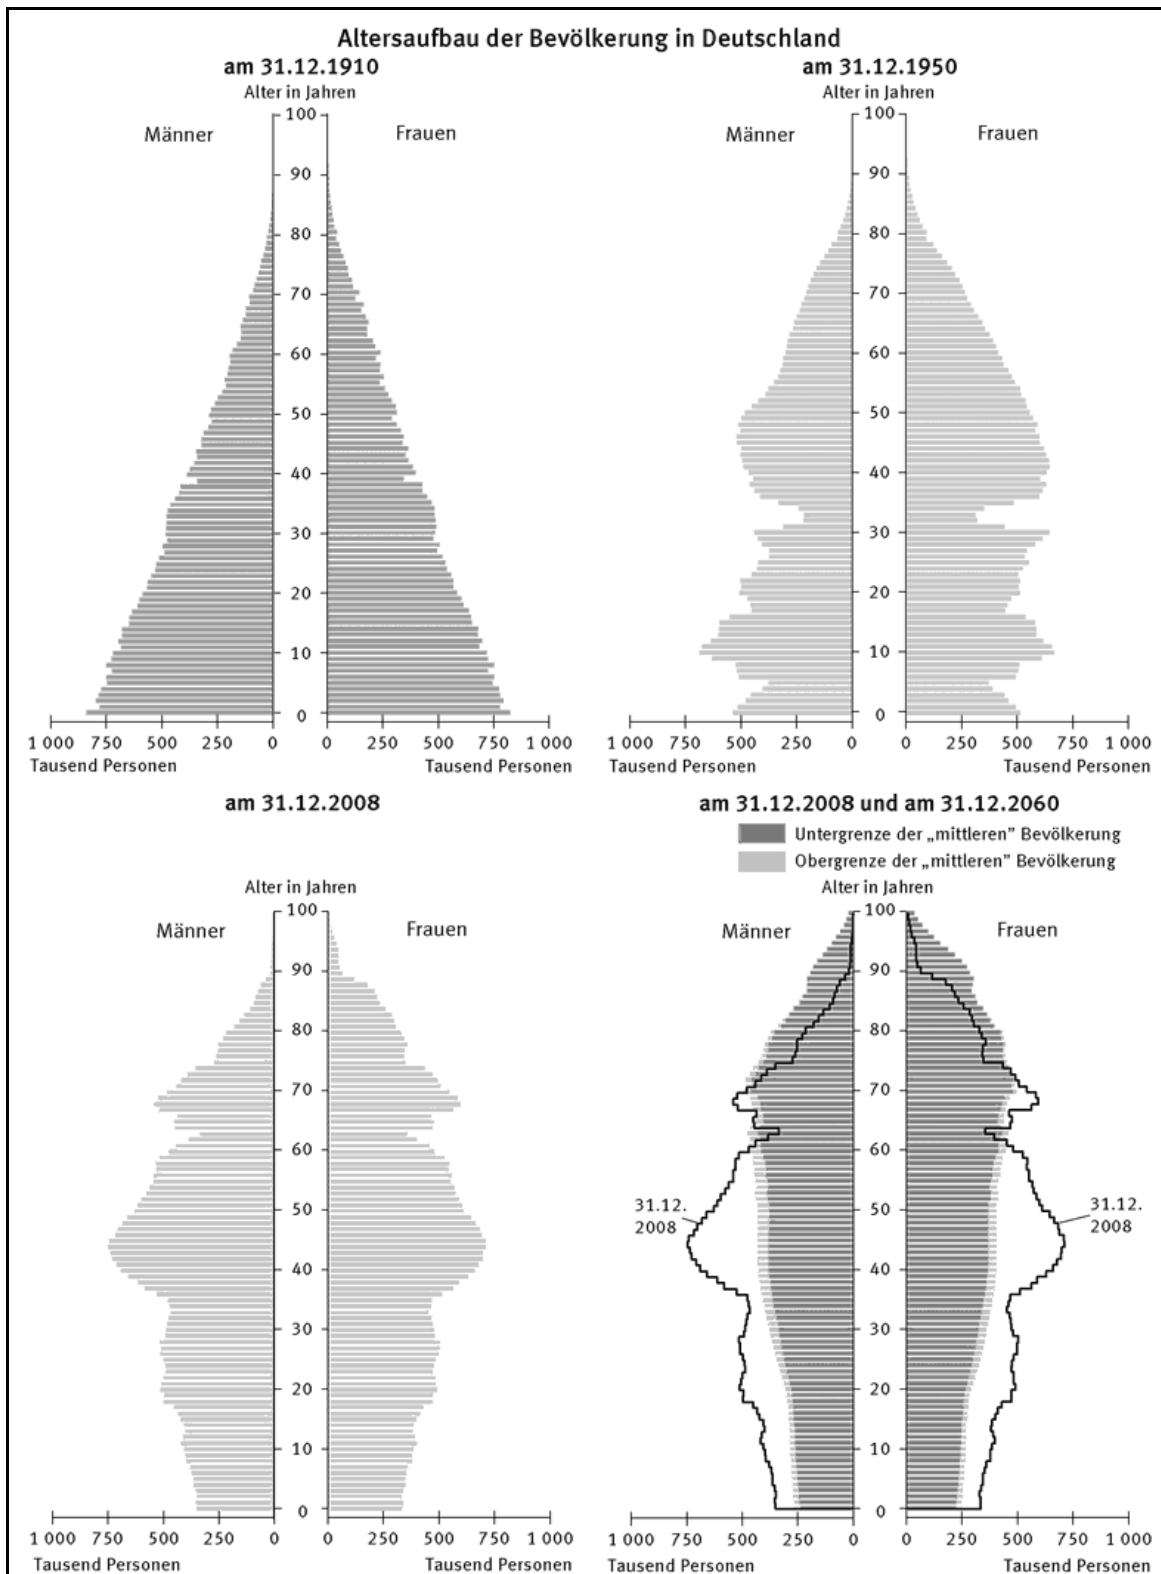 Altersaufbau der Bevölkerung in Deutschland
am 31.12.1910
Alter in Jahren
Männer
Frauen
100
90
80
70
60
50
40
30
20
10
0
1 000 750 500 250 0
0 250 500 750 1 000
Tausend Personen
Tausend Personen
am 31.12.1950
Alter in Jahren
Männer
Frauen
100
90
80
70
60
50
40
30
20
10
0
1 000 750 500 250 0
0 250 500 750 1 000
Tausend Personen
Tausend Personen
am 31.12.2008
Alter in Jahren
Männer
Frauen
100
90
80
70
60
50
40
30
20
10
0
1 000 750 500 250 0
0 250 500 750 1 000
Tausend Personen
Tausend Personen
am 31.12.2008 und am 31.12.2060
Untergrenze der „mittleren” Bevölkerung
Obergrenze der „mittleren” Bevölkerung
Alter in Jahren
Männer
Frauen
100
90
80
70
60
50
40
30
20
10
0
31.12.
2008
31.12.
2008
1 000 750 500 250 0
0 250 500 750 1 000
Tausend Personen
Tausend Personen